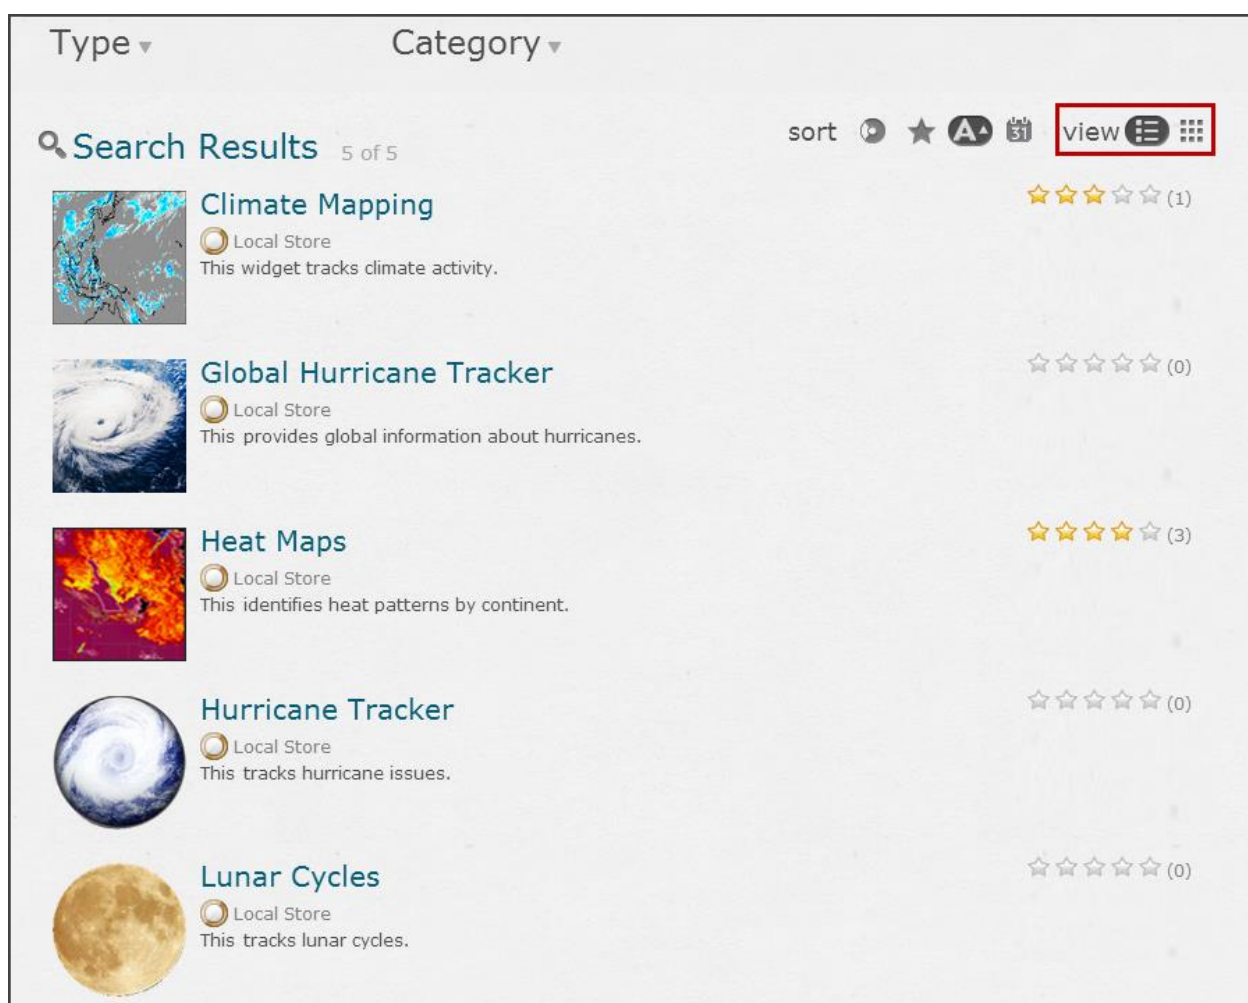 Type Category
Search Results 5 of 5 sort A 31 view
Climate Mapping (1)
Local Store
This widget tracks climate activity.
Global Hurricane Tracker (0)
Local Store
This provides global information about hurricanes.
Heat Maps (3)
Local Store
This identifies heat patterns by continent.
Hurricane Tracker (0)
Local Store
This tracks hurricane issues.
Lunar Cycles (0)
Local Store
This tracks lunar cycles.